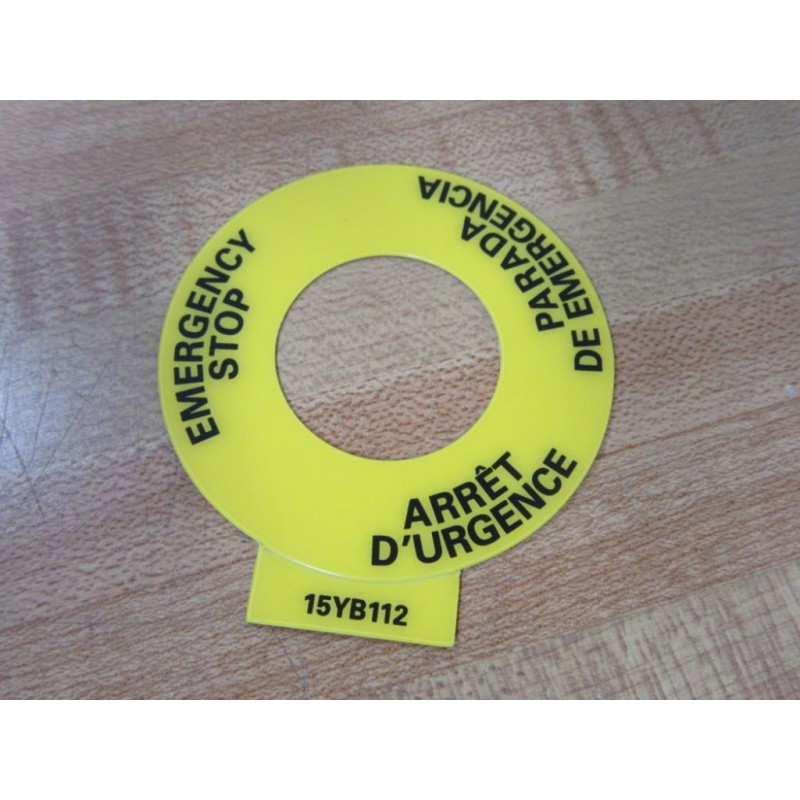 EMERGENCY
STOP
PARADA
DE EMERGENCIA
ARRÊT
D'URGENCE
15YB112